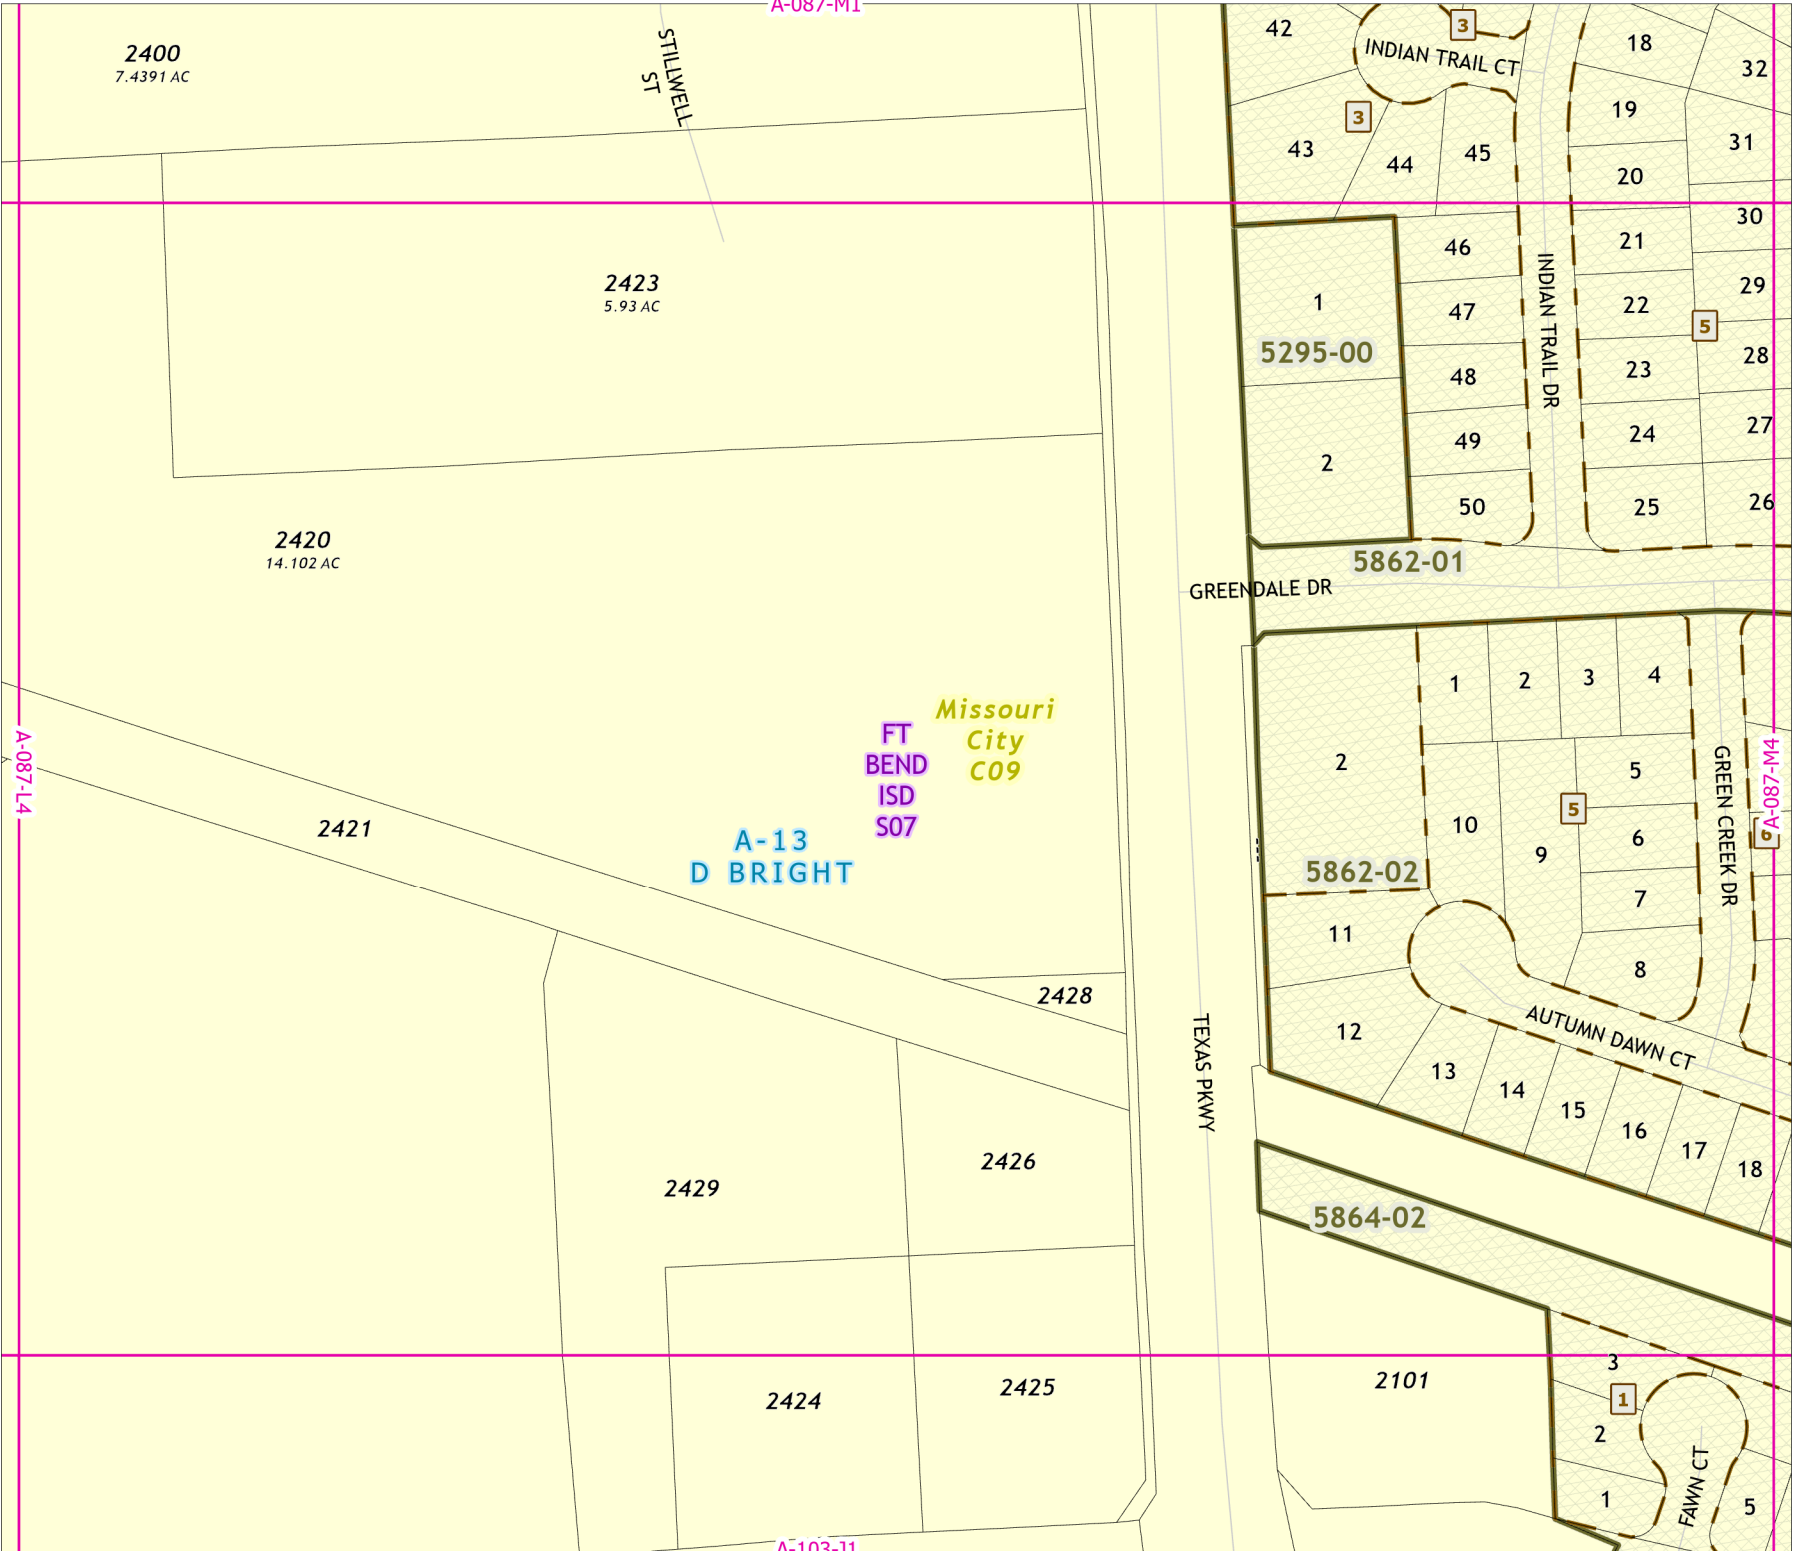 A-087-M1
2400
7.4391 AC
STILLWELL
ST
42
3
INDIAN TRAIL CT
18
32
3
43
44
45
19
31
20
30
2423
5.93 AC
1
5295-00
46
INDIAN TRAIL DR
21
29
47
22
5
48
23
28
2
49
24
27
50
25
26
2420
14.102 AC
5862-01
GREENDALE DR
A-087-L4
2421
FT
BEND
ISD
S07
Missouri
City
C09
A-13
D BRIGHT
1
2
3
4
2
5
GREEN CREEK DR
A-087-M4
5
10
6
6
9
5862-02
7
11
8
2428
TEXAS PKWY
12
AUTUMN DAWN CT
13
14
15
16
17
18
2426
2429
5864-02
2424
2425
2101
3
1
2
FAWN CT
1
5
A-103-J1